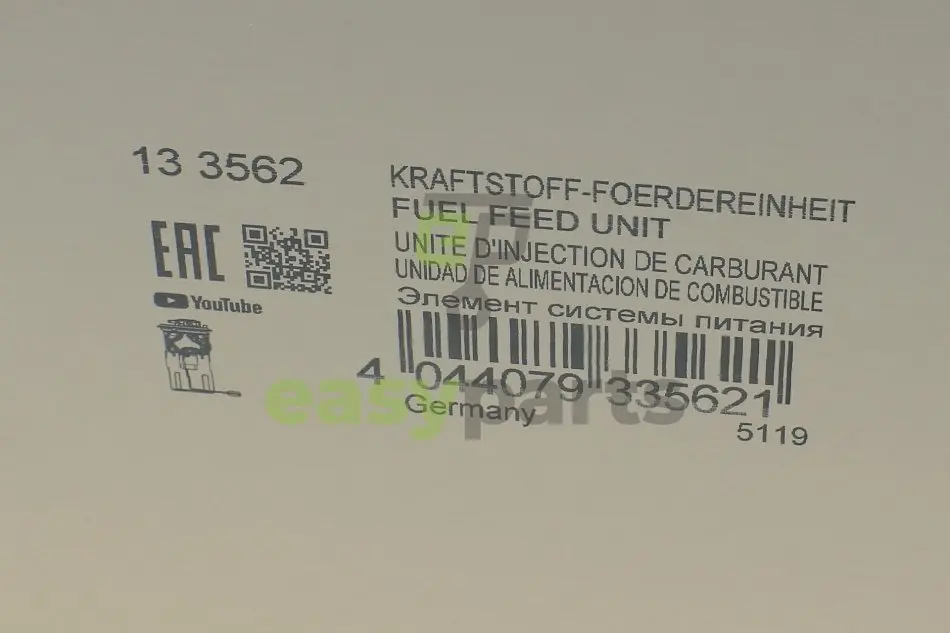 13 3562
KRAFTSTOFF-FOERDEREINHEIT
FUEL FEED UNIT
UNITE D'INJECTION DE CARBURANT
UNIDAD DE ALIMENTACION DE COMBUSTIBLE
Элемент системы питания
EAC
YouTube
4 044079 335621
Germany
5119
easyparts